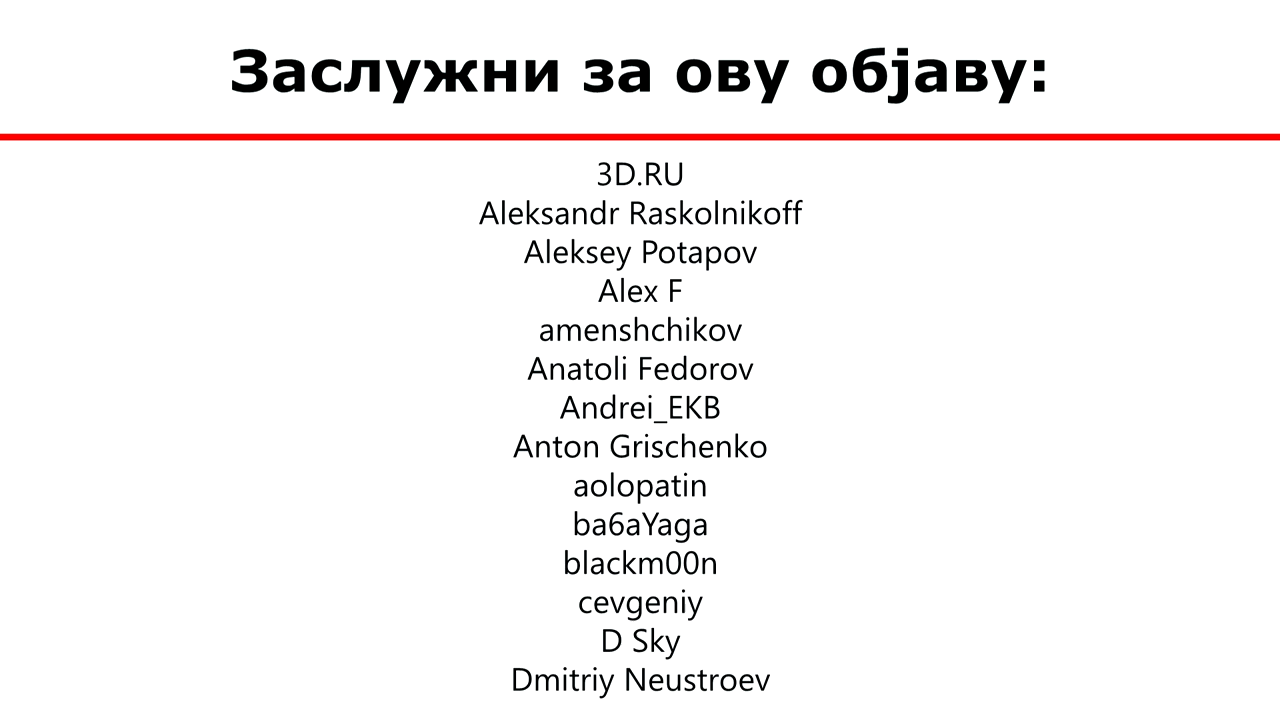 Заслужни за ову објаву:
3D.RU
Aleksandr Raskolnikoff
Aleksey Potapov
Alex F
amenshchikov
Anatoli Fedorov
Andrei_EKB
Anton Grischenko
aolopatin
ba6aYaga
blackm00n
cevgeniy
D Sky
Dmitriy Neustroev